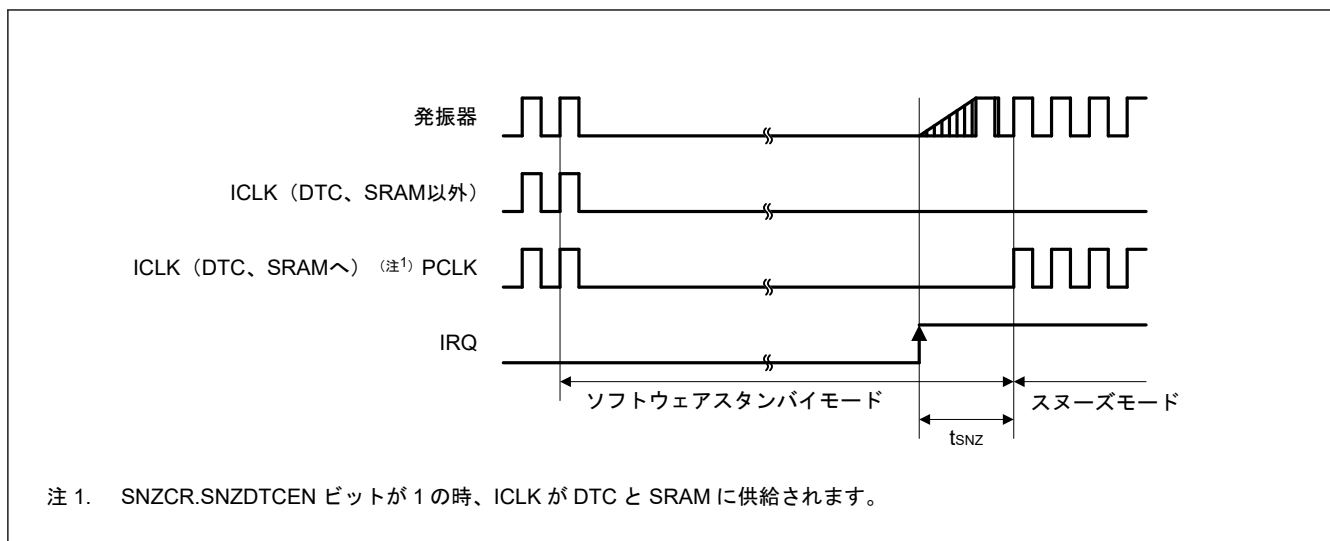 発振器
ICLK（DTC、SRAM以外）
ICLK（DTC、SRAMへ）（注1）PCLK
IRQ
ソフトウェアスタンバイモード
スヌーズモード
tSNZ
注 1. SNZCR.SNZDTCEN ビットが 1 の時、ICLK が DTC と SRAM に供給されます。